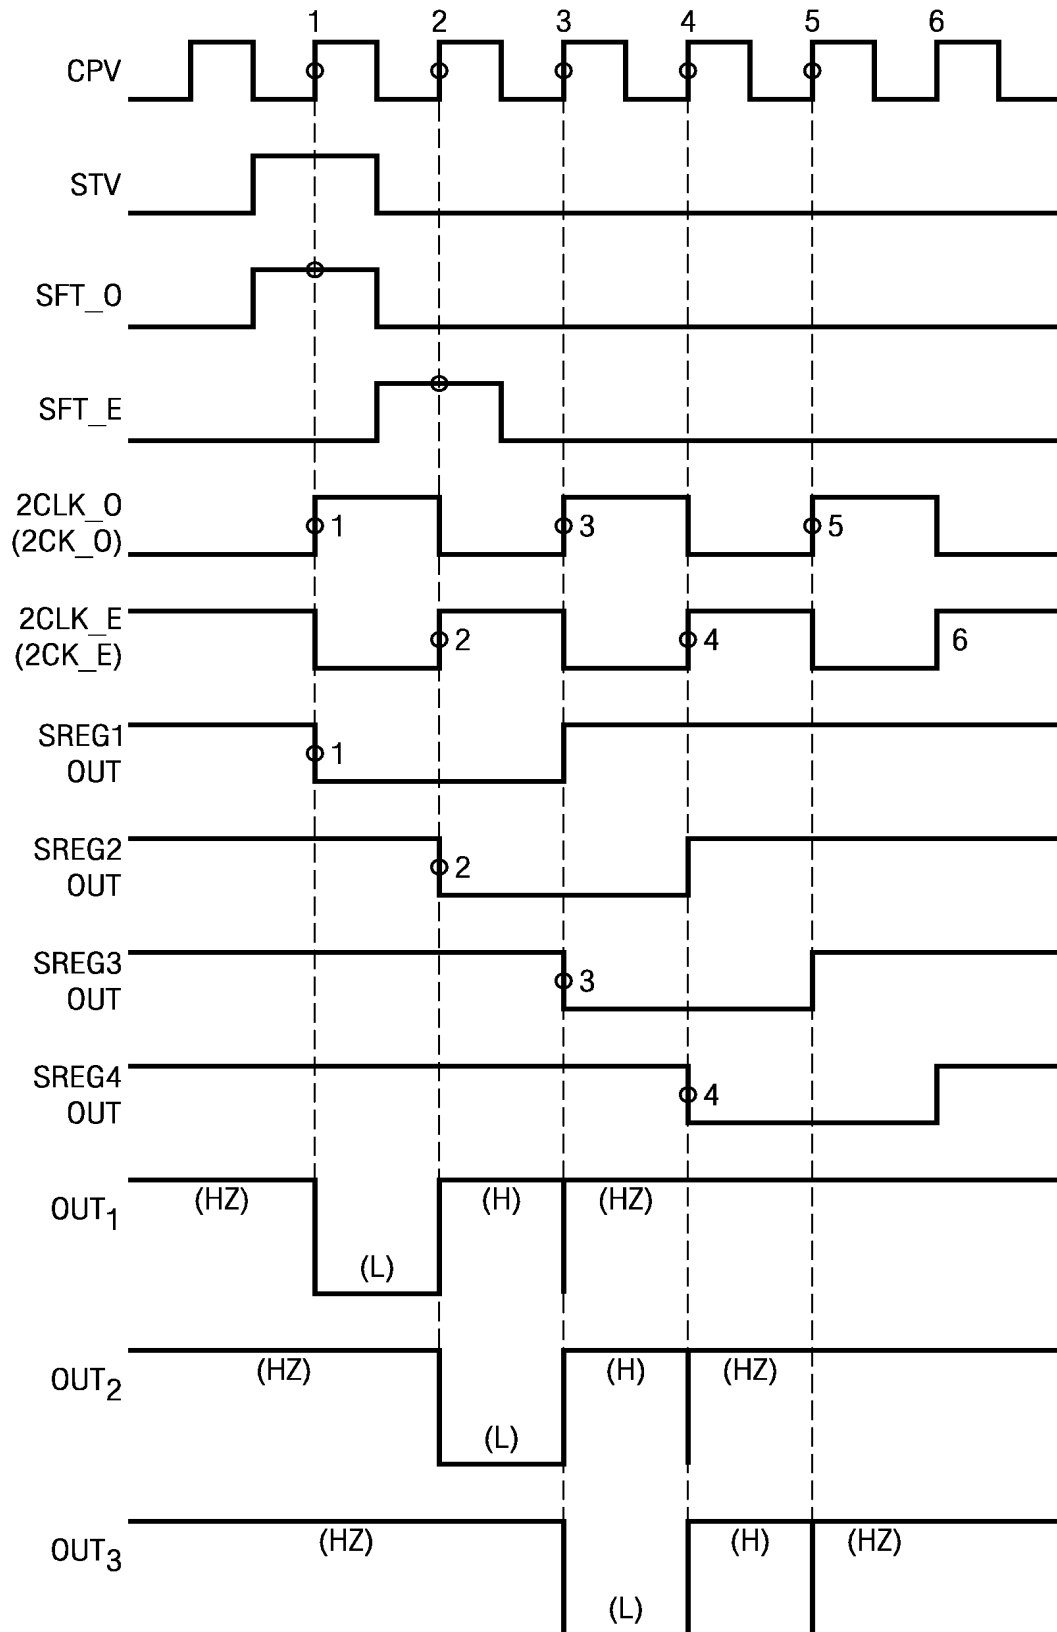 1 2 3 4 5 6
CPV
STV
SFT_O
SFT_E
2CLK_O
(2CK_O) 1 3 5
2CLK_E
(2CK_E) 2 4 6
SREG1
OUT 1
SREG2
OUT 2
SREG3
OUT 3
SREG4
OUT 4
OUT1 (HZ) (L) (H) (HZ)
OUT2 (HZ) (L) (H) (HZ)
OUT3 (HZ) (L) (H) (HZ)